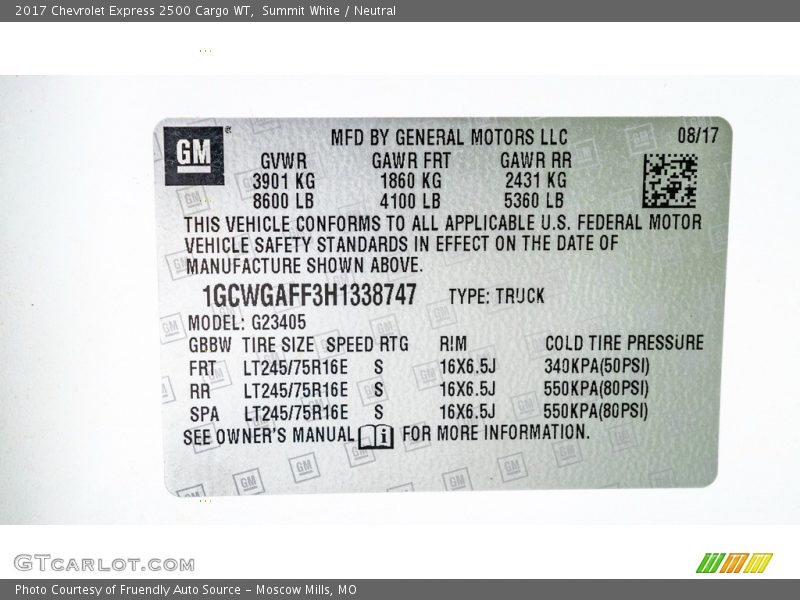 2017 Chevrolet Express 2500 Cargo WT,  Summit White / Neutral
GM ® MFD BY GENERAL MOTORS LLC 08/17
GVWR GAWR FRT GAWR RR
3901 KG 1860 KG 2431 KG
8600 LB 4100 LB 5360 LB
THIS VEHICLE CONFORMS TO ALL APPLICABLE U.S. FEDERAL MOTOR
VEHICLE SAFETY STANDARDS IN EFFECT ON THE DATE OF
MANUFACTURE SHOWN ABOVE.
1GCWGAFF3H1338747 TYPE: TRUCK
MODEL: G23405
GBBW TIRE SIZE SPEED RTG RIM COLD TIRE PRESSURE
FRT LT245/75R16E S 16X6.5J 340KPA(50PSI)
RR LT245/75R16E S 16X6.5J 550KPA(80PSI)
SPA LT245/75R16E S 16X6.5J 550KPA(80PSI)
SEE OWNER'S MANUAL i FOR MORE INFORMATION.
GTCARLOT.COM
Photo Courtesy of Fruendly Auto Source – Moscow Mills, MO